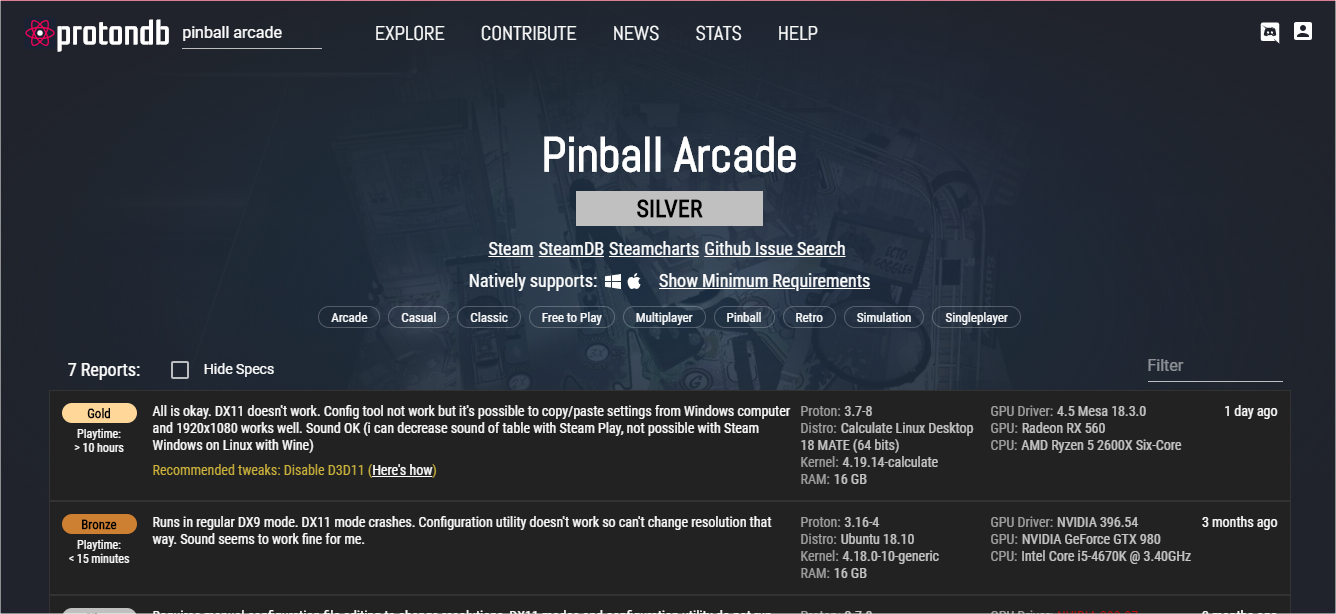 protondb pinball arcade EXPLORE CONTRIBUTE NEWS STATS HELP
Pinball Arcade
SILVER
Steam SteamDB Steamcharts Github Issue Search
Natively supports: Show Minimum Requirements
Arcade Casual Classic Free to Play Multiplayer Pinball Retro Simulation Singleplayer
7 Reports: Hide Specs Filter
Gold
Playtime:
> 10 hours
All is okay. DX11 doesn't work. Config tool not work but it's possible to copy/paste settings from Windows computer
and 1920x1080 works well. Sound OK (i can decrease sound of table with Steam Play, not possible with Steam
Windows on Linux with Wine)
Recommended tweaks: Disable D3D11 (Here's how)
Proton: 3.7-8
Distro: Calculate Linux Desktop
18 MATE (64 bits)
Kernel: 4.19.14-calculate
RAM: 16 GB
GPU Driver: 4.5 Mesa 18.3.0
GPU: Radeon RX 560
CPU: AMD Ryzen 5 2600X Six-Core
1 day ago
Bronze
Playtime:
< 15 minutes
Runs in regular DX9 mode. DX11 mode crashes. Configuration utility doesn't work so can't change resolution that
way. Sound seems to work fine for me.
Proton: 3.16-4
Distro: Ubuntu 18.10
Kernel: 4.18.0-10-generic
RAM: 16 GB
GPU Driver: NVIDIA 396.54
GPU: NVIDIA GeForce GTX 980
CPU: Intel Core i5-4670K @ 3.40GHz
3 months ago